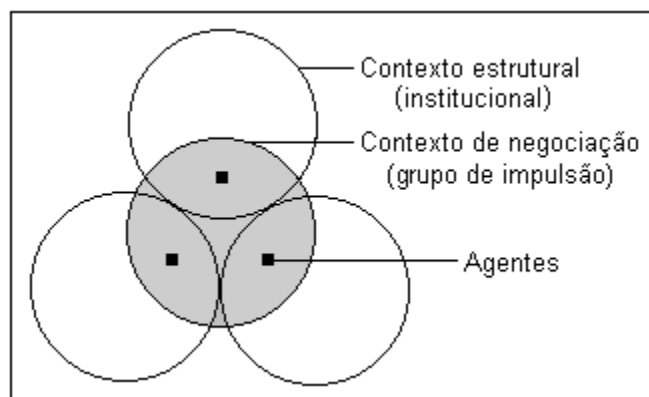 Contexto estrutural
(institucional)
Contexto de negociação
(grupo de impulsão)
Agentes